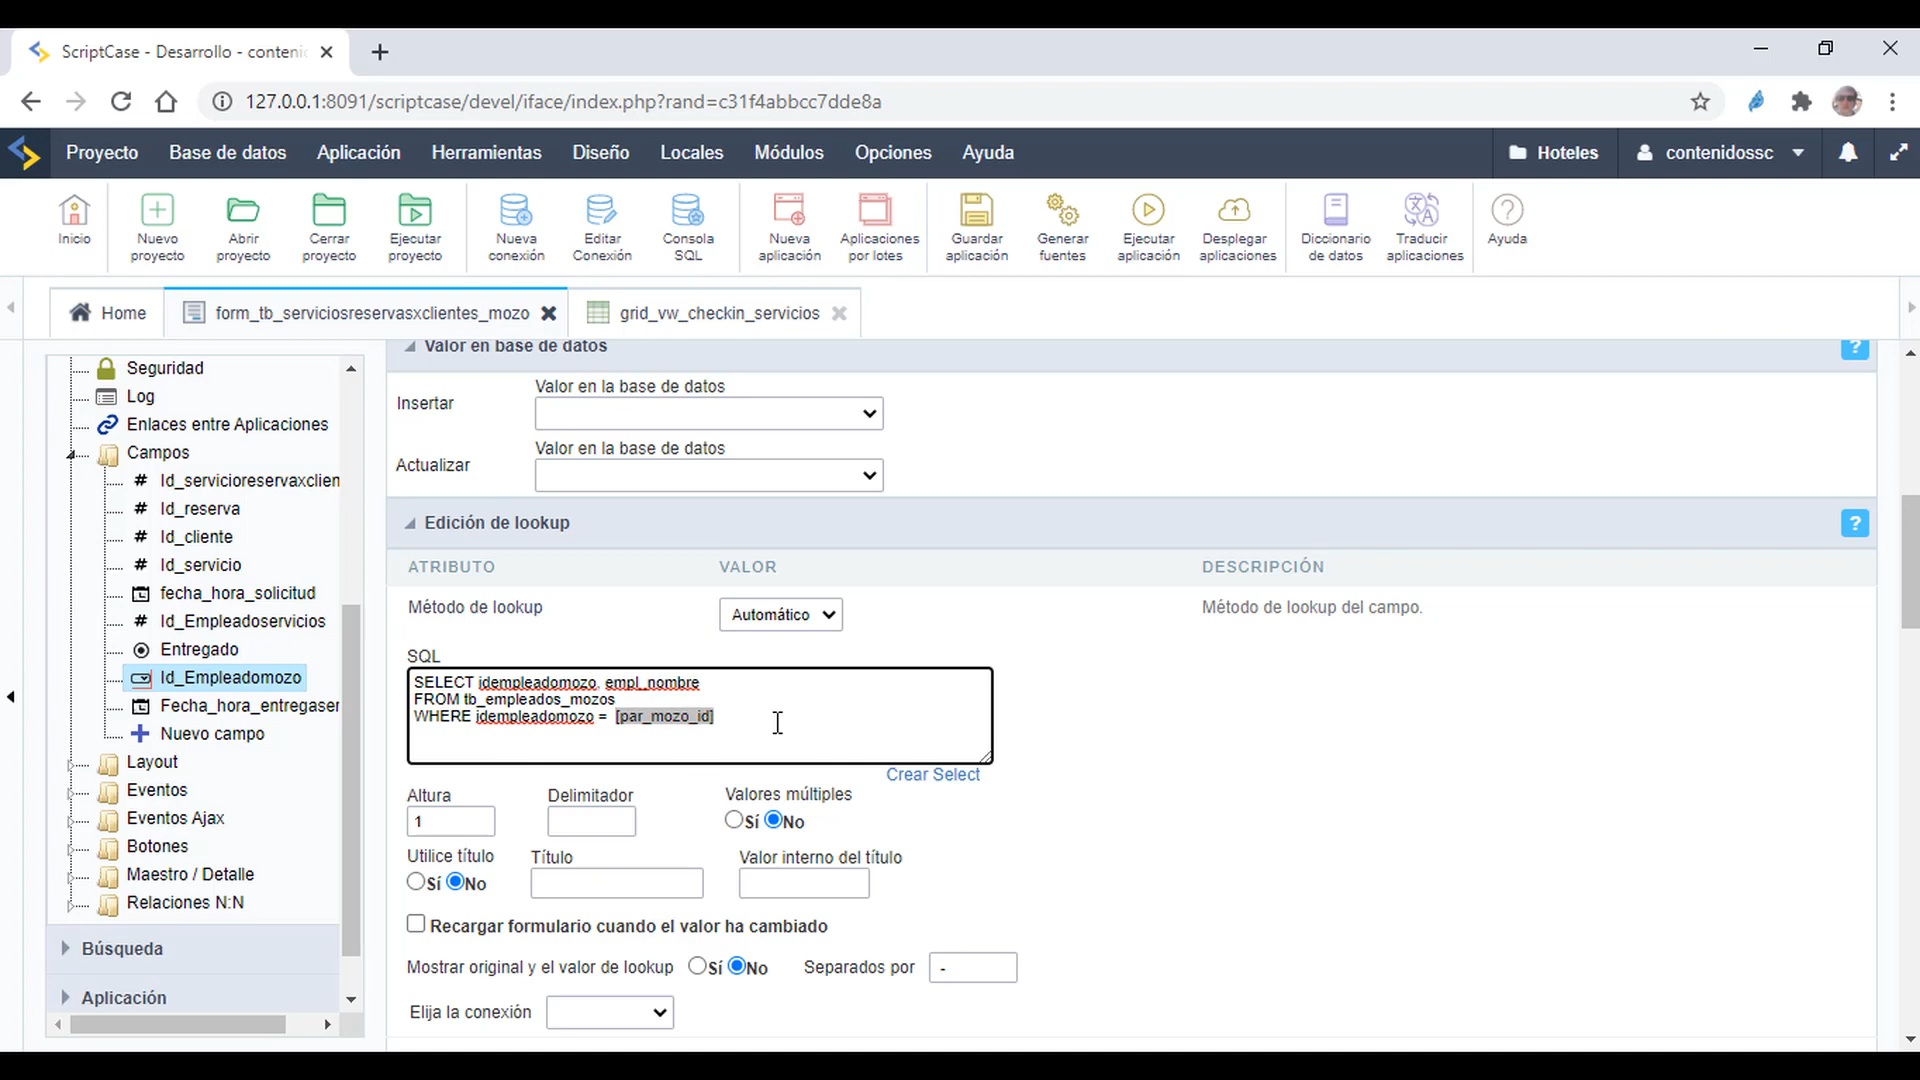 ScriptCase - Desarrollo - conteni
127.0.0.1:8091/scriptcase/devel/iface/index.php?rand=c31f4abbcc7dde8a
Proyecto Base de datos Aplicación Herramientas Diseño Locales Módulos Opciones Ayuda Hoteles contenidossc
Inicio
Nuevo proyecto
Abrir proyecto
Cerrar proyecto
Ejecutar proyecto
Nueva conexión
Editar Conexión
Consola SQL
Nueva aplicación
Aplicaciones por lotes
Guardar aplicación
Generar fuentes
Ejecutar aplicación
Desplegar aplicaciones
Diccionario de datos
Traducir aplicaciones
Ayuda
Home form_tb_serviciosreservasxclientes_mozo grid_vw_checkin_servicios
Seguridad
Log
Enlaces entre Aplicaciones
Campos
# Id_servicioreservaxclien
# Id_reserva
# Id_cliente
# Id_servicio
fecha_hora_solicitud
# Id_Empleadoservicios
Entregado
Id_Empleadomozo
Fecha_hora_entregaser
Nuevo campo
Layout
Eventos
Eventos Ajax
Botones
Maestro / Detalle
Relaciones N:N
Búsqueda
Aplicación
Valor en base de datos ?
Valor en la base de datos
Insertar
Valor en la base de datos
Actualizar
Edición de lookup ?
ATRIBUTO VALOR DESCRIPCIÓN
Método de lookup Automático Método de lookup del campo.
SQL
SELECT idempleadomozo, empl_nombre
FROM tb_empleados_mozos
WHERE idempleadomozo = [par_mozo_id]
Crear Select
Altura Delimitador Valores múltiples
1 Sí No
Utilice título Título Valor interno del título
Sí No
Recargar formulario cuando el valor ha cambiado
Mostrar original y el valor de lookup Sí No Separados por -
Elija la conexión